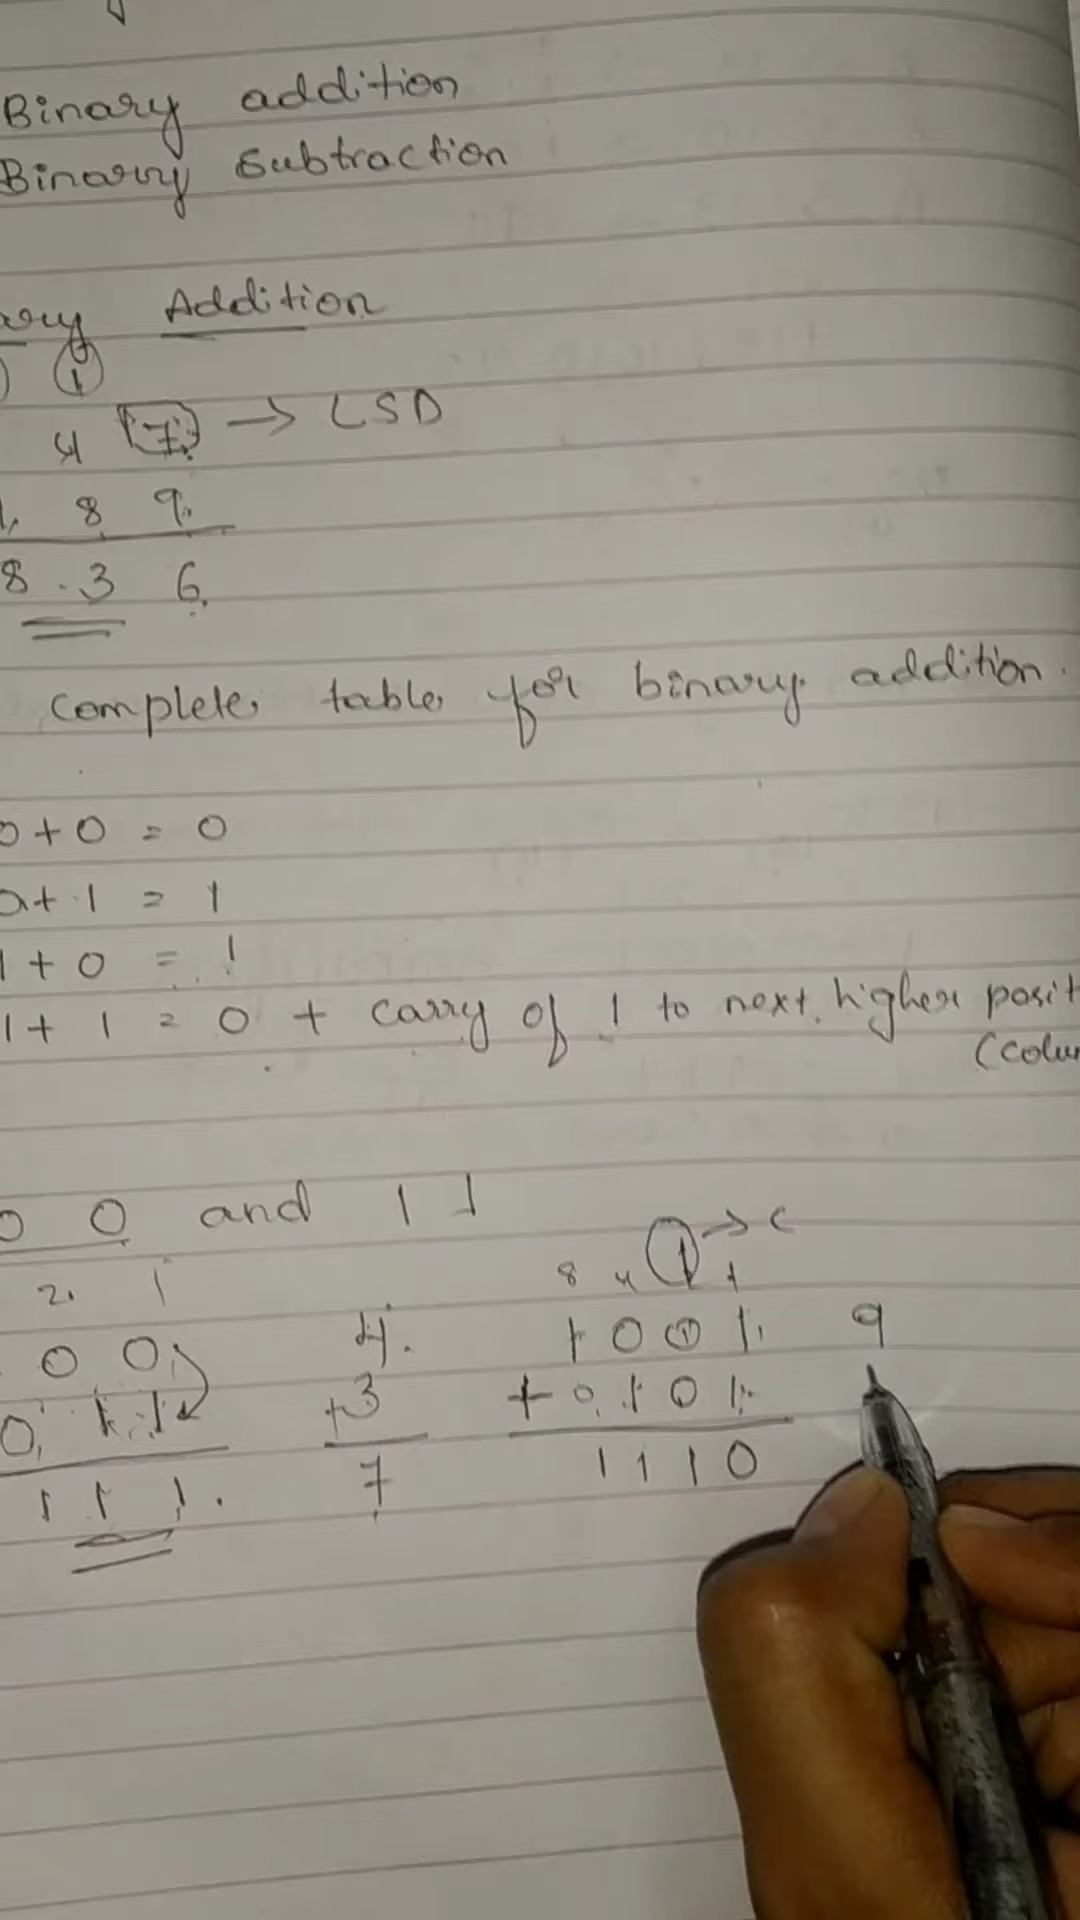 Binary addition
Binary Subtraction
Addition
1
4 7 → LSD
8 9
8 3 6
Complete table for binary addition.
0 + 0 = 0
0 + 1 = 1
1 + 0 = 1
1 + 1 = 0 + carry of 1 to next higher
0 0 and 1 1
1 → C
2 1
8 4 1
0 0
4
1 0 0 1 9
0 1 1
+3
+ 0 1 0 1
1 1 1
7
1 1 1 0